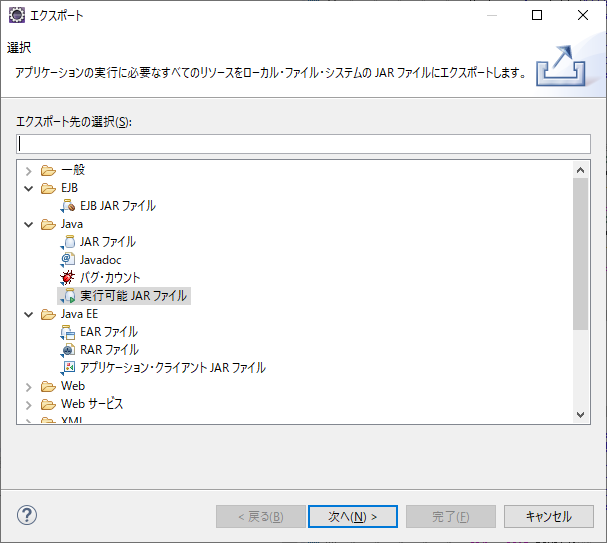 エクスポート
選択
アプリケーションの実行に必要なすべてのリソースをローカル・ファイル・システムの JAR ファイルにエクスポートします。
エクスポート先の選択(S):
一般
EJB
EJB JAR ファイル
Java
JAR ファイル
Javadoc
バグ・カウント
実行可能 JAR ファイル
Java EE
EAR ファイル
RAR ファイル
アプリケーション・クライアント JAR ファイル
Web
Web サービス
XML
< 戻る(B)
次へ(N) >
完了(F)
キャンセル